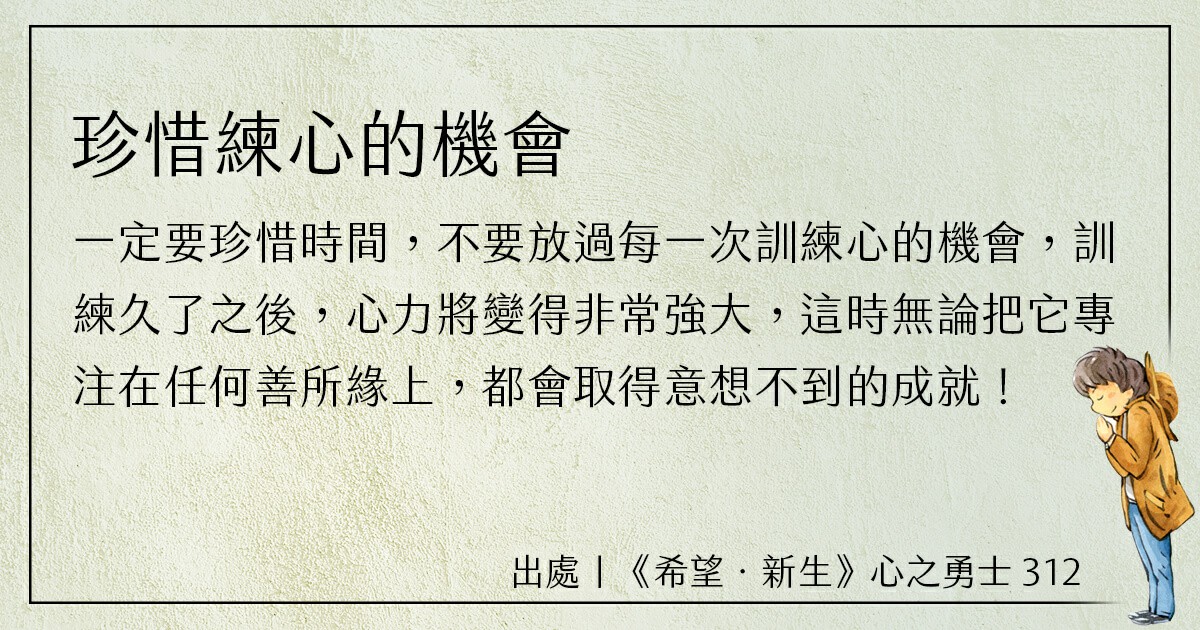 珍惜練心的機會
一定要珍惜時間，不要放過每一次訓練心的機會，訓
練久了之後，心力將變得非常強大，這時無論把它專
注在任何善所緣上，都會取得意想不到的成就！
出處｜《希望．新生》心之勇士 312